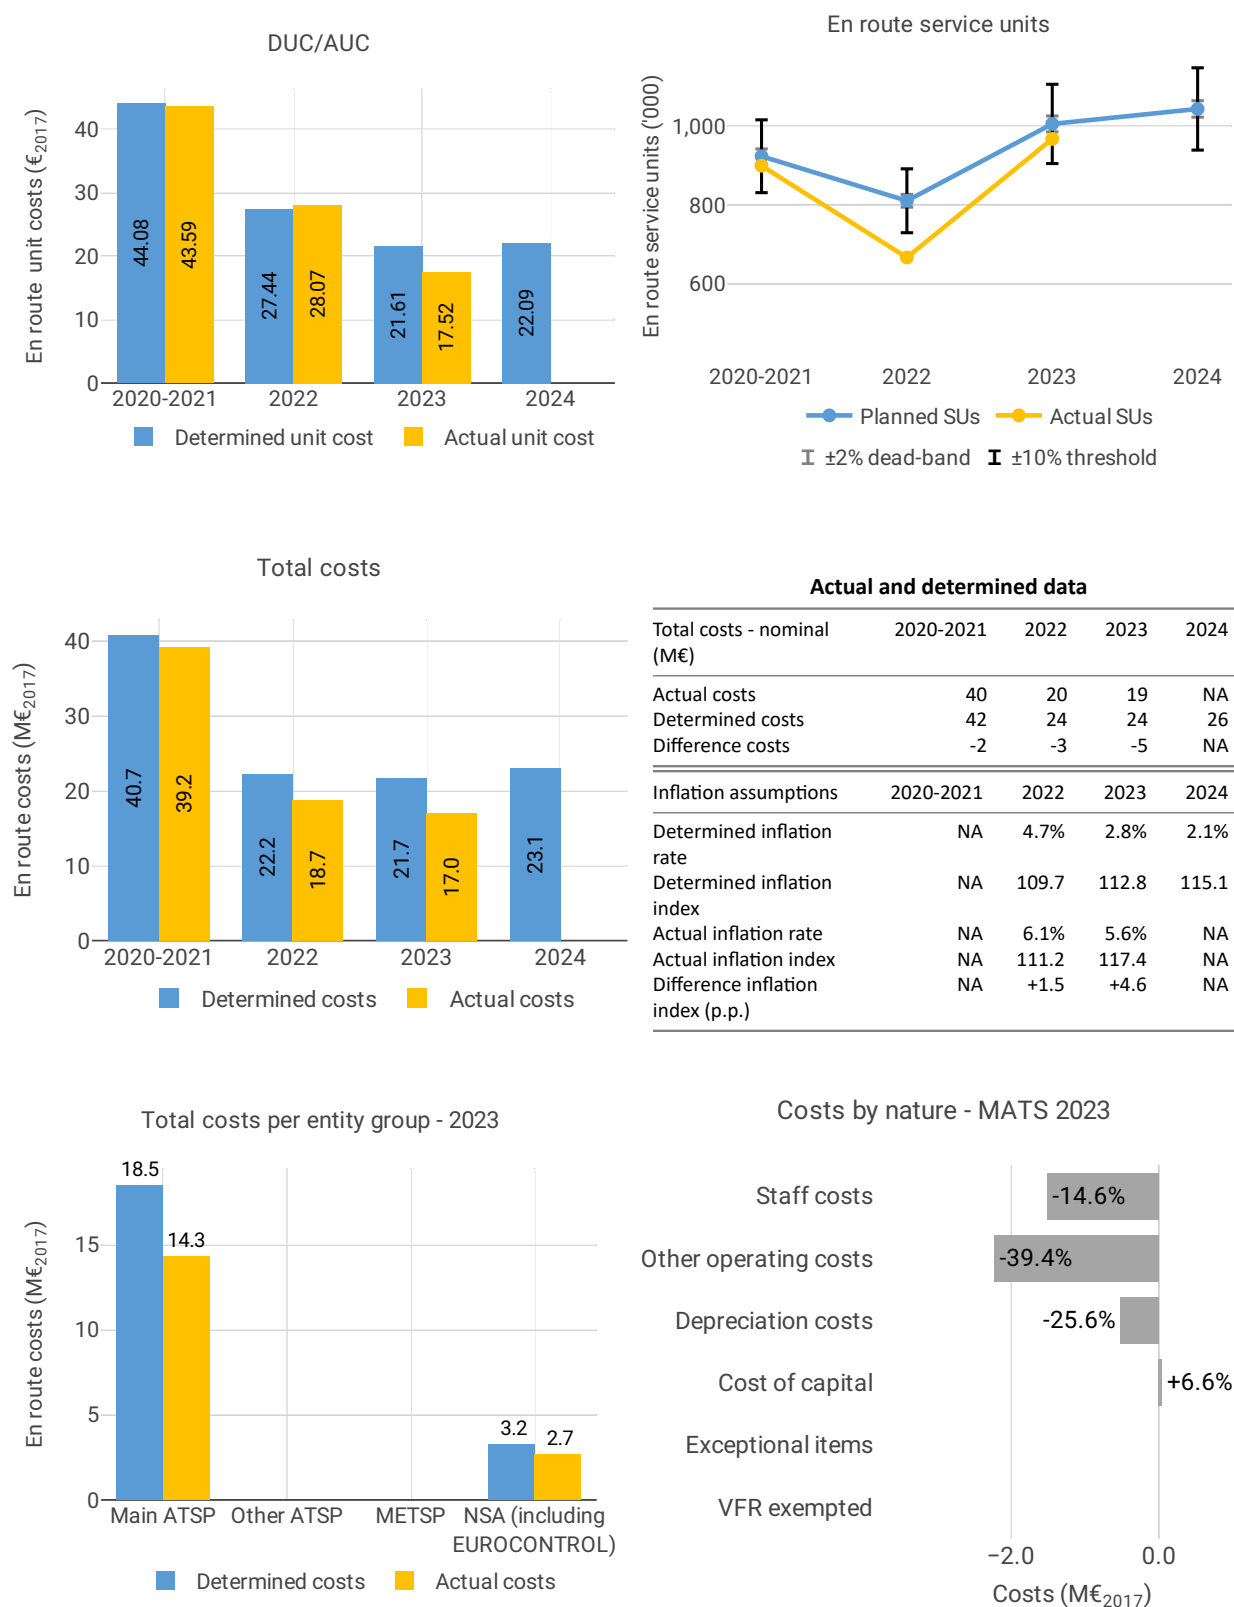 DUC/AUC
En route unit costs (€2017)
40
30
20
10
0
44.08
43.59
27.44
28.07
21.61
17.52
22.09
2020-2021 2022 2023 2024
Determined unit cost Actual unit cost
En route service units
En route service units ('000)
1,000
800
600
2020-2021 2022 2023 2024
Planned SUs Actual SUs
±2% dead-band ±10% threshold
Total costs
En route costs (M€2017)
40
30
20
10
0
40.7
39.2
22.2
18.7
21.7
17.0
23.1
2020-2021 2022 2023 2024
Determined costs Actual costs
Actual and determined data
Total costs - nominal 2020-2021 2022 2023 2024
(M€)
Actual costs 40 20 19 NA
Determined costs 42 24 24 26
Difference costs -2 -3 -5 NA
Inflation assumptions 2020-2021 2022 2023 2024
Determined inflation NA 4.7% 2.8% 2.1%
rate
Determined inflation NA 109.7 112.8 115.1
index
Actual inflation rate NA 6.1% 5.6% NA
Actual inflation index NA 111.2 117.4 NA
Difference inflation NA +1.5 +4.6 NA
index (p.p.)
Total costs per entity group - 2023
En route costs (M€2017)
15
10
5
0
18.5
14.3
3.2
2.7
Main ATSP Other ATSP METSP NSA (including
EUROCONTROL)
Determined costs Actual costs
Costs by nature - MATS 2023
Staff costs -14.6%
Other operating costs -39.4%
Depreciation costs -25.6%
Cost of capital +6.6%
Exceptional items
VFR exempted
−2.0 0.0
Costs (M€2017)